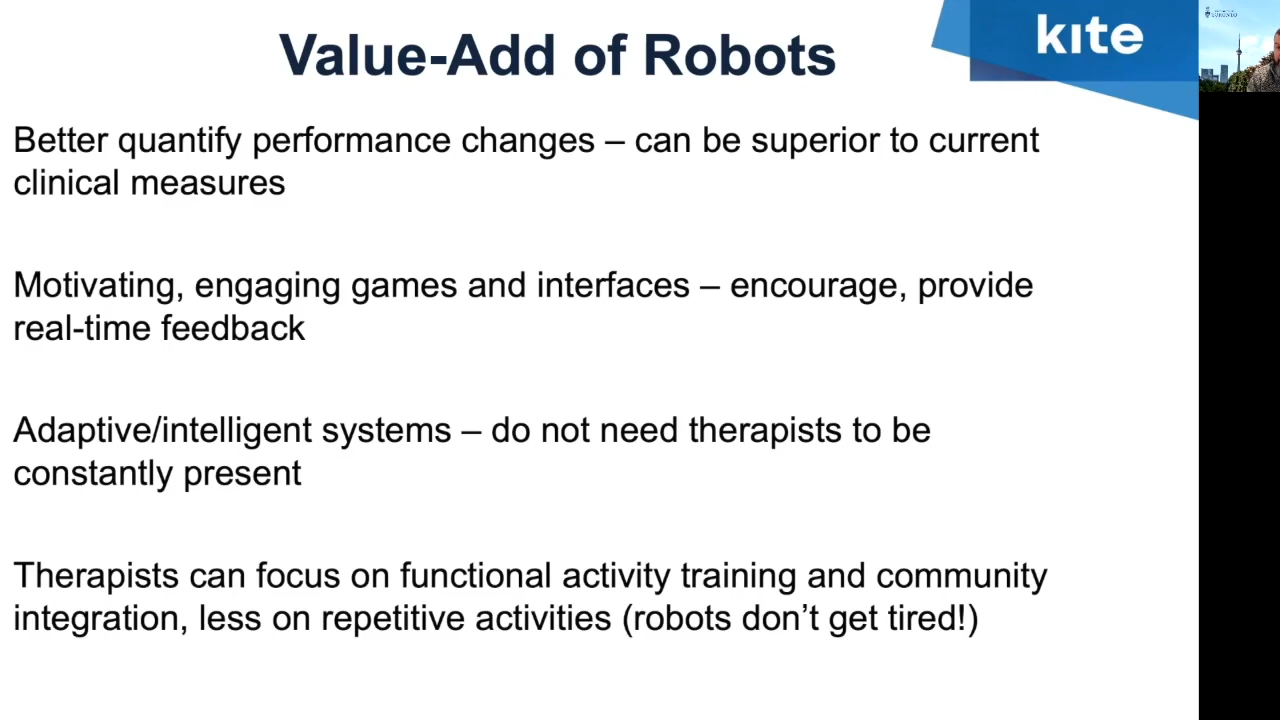 Value-Add of Robots
kite
TORONTO
Better quantify performance changes – can be superior to current
clinical measures
Motivating, engaging games and interfaces – encourage, provide
real-time feedback
Adaptive/intelligent systems – do not need therapists to be
constantly present
Therapists can focus on functional activity training and community
integration, less on repetitive activities (robots don’t get tired!)